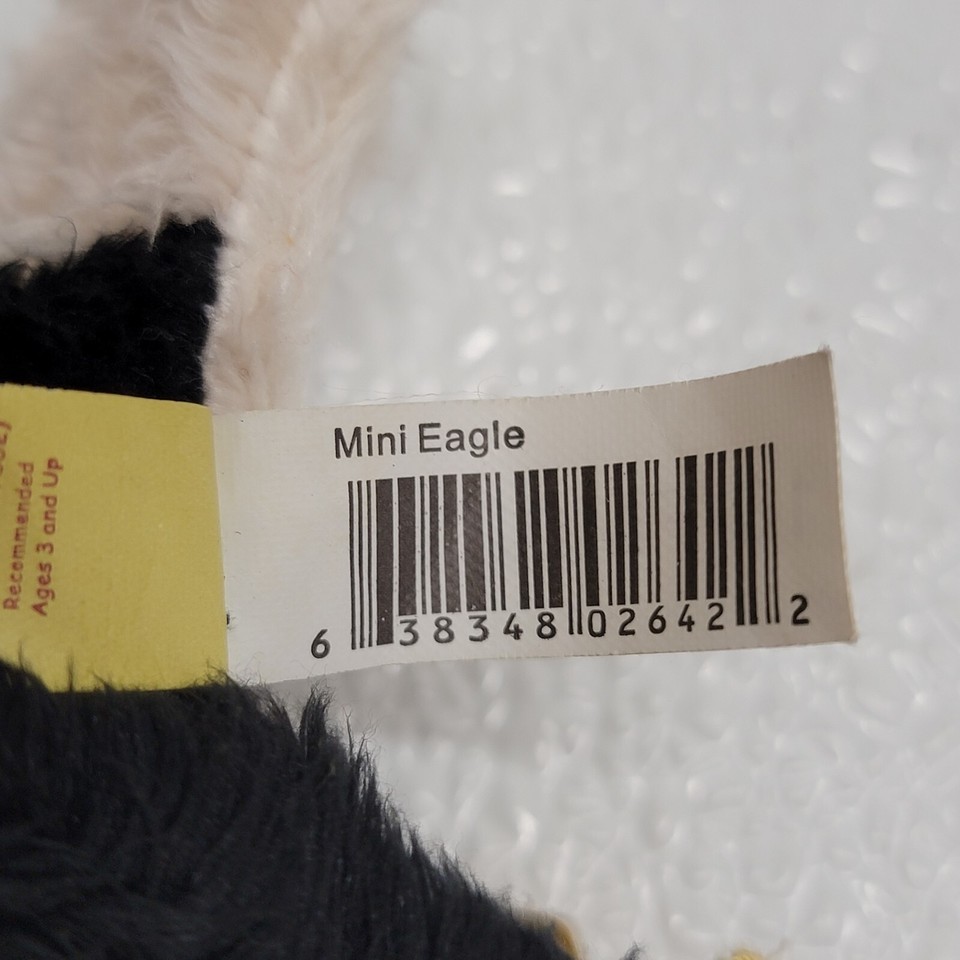 Recommended
Ages 3 and Up
Mini Eagle
6 38348 02642 2